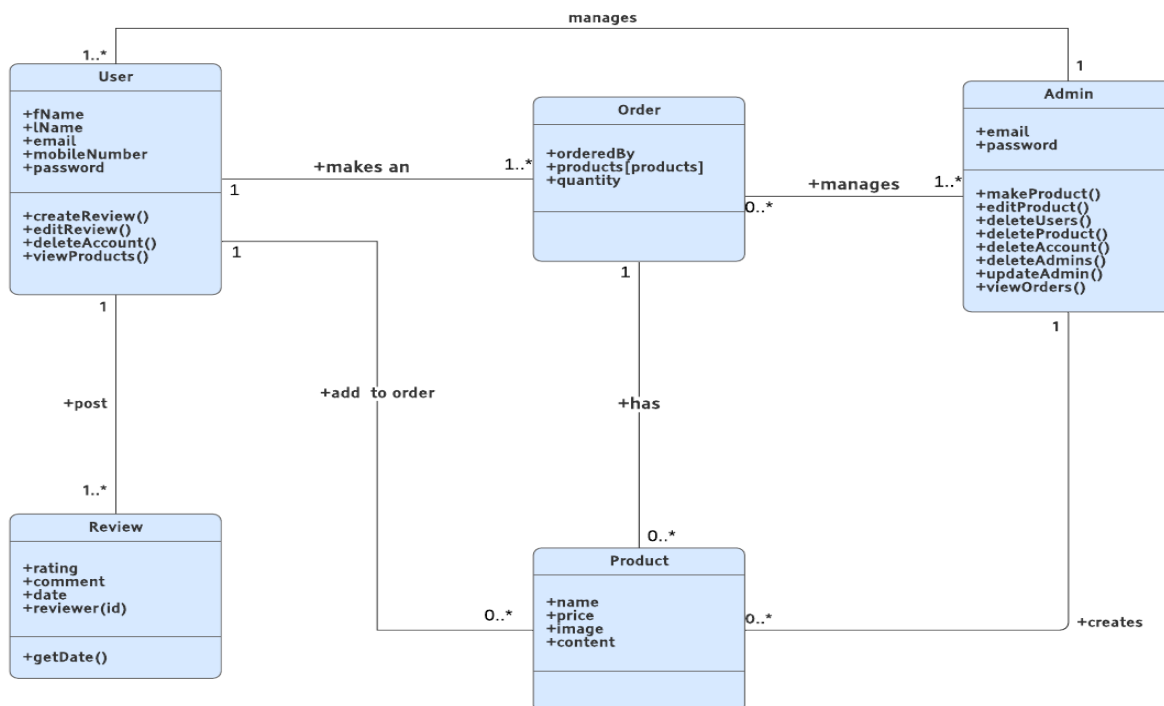 manages
1..*
1
User
+fName
+lName
+email
+mobileNumber
+password
+createReview()
+editReview()
+deleteAccount()
+viewProducts()
Order
+orderedBy
+products[products]
+quantity
Admin
+email
+password
+makeProduct()
+editProduct()
+deleteUsers()
+deleteProduct()
+deleteAccount()
+deleteAdmins()
+updateAdmin()
+viewOrders()
+makes an
1
1..*
+manages
0..*
1..*
1
1
1
1
+add  to order
+has
+post
1..*
0..*
0..*
0..*
+creates
Review
+rating
+comment
+date
+reviewer(id)
+getDate()
Product
+name
+price
+image
+content